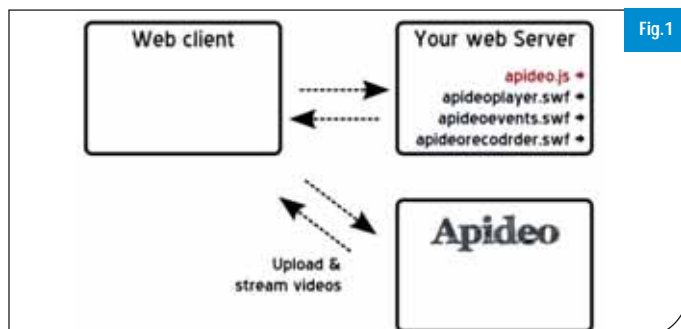 Fig.1
Web client
Your web Server
apideo.js
apideoplayer.swf
apideoevents.swf
apideorecodrder.swf
Apideo
Upload &
stream videos